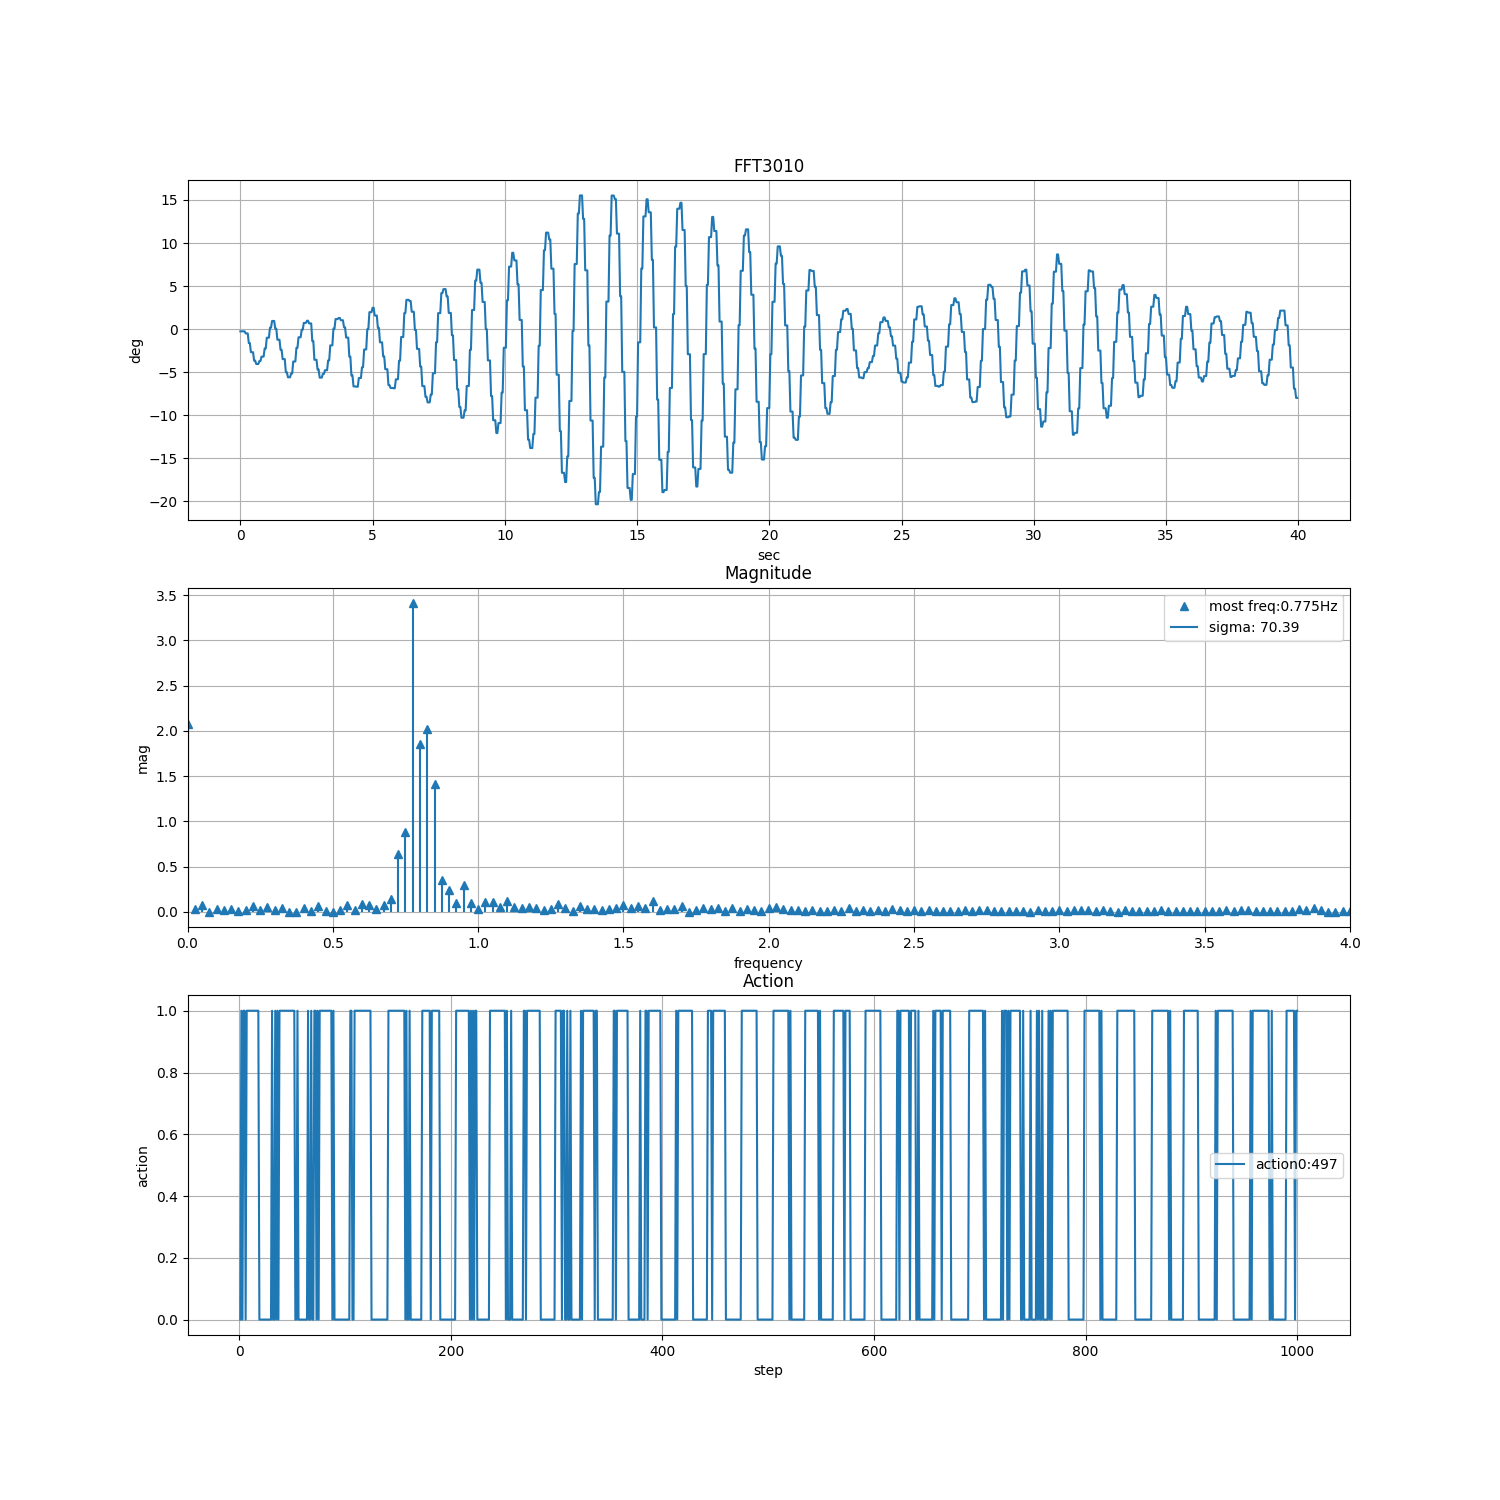 FFT3010
15
10
5
0
−5
−10
−15
−20
deg
0 5 10 15 20 25 30 35 40
sec
Magnitude
3.5
3.0
2.5
2.0
1.5
1.0
0.5
0.0
mag
most freq:0.775Hz
sigma: 70.39
0.0 0.5 1.0 1.5 2.0 2.5 3.0 3.5 4.0
frequency
Action
1.0
0.8
0.6
0.4
0.2
0.0
action
action0:497
0 200 400 600 800 1000
step